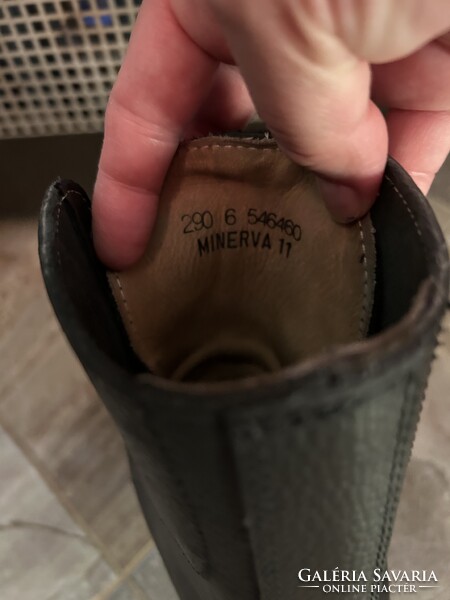 290 6 546460
MINERVA 11
GALÉRIA SAVARIA
ONLINE PIACTÉR